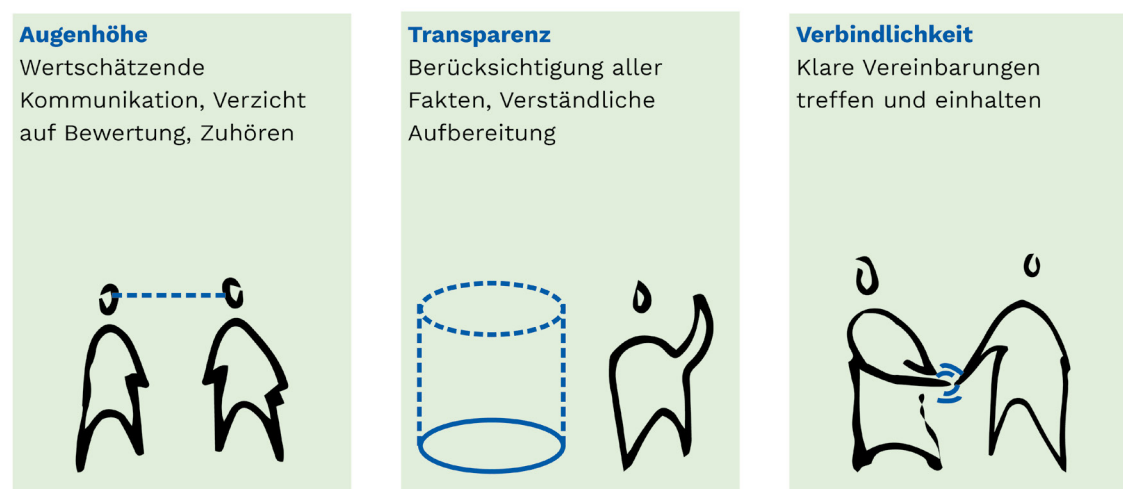 Augenhöhe
Wertschätzende
Kommunikation, Verzicht
auf Bewertung, Zuhören
Transparenz
Berücksichtigung aller
Fakten, Verständliche
Aufbereitung
Verbindlichkeit
Klare Vereinbarungen
treffen und einhalten